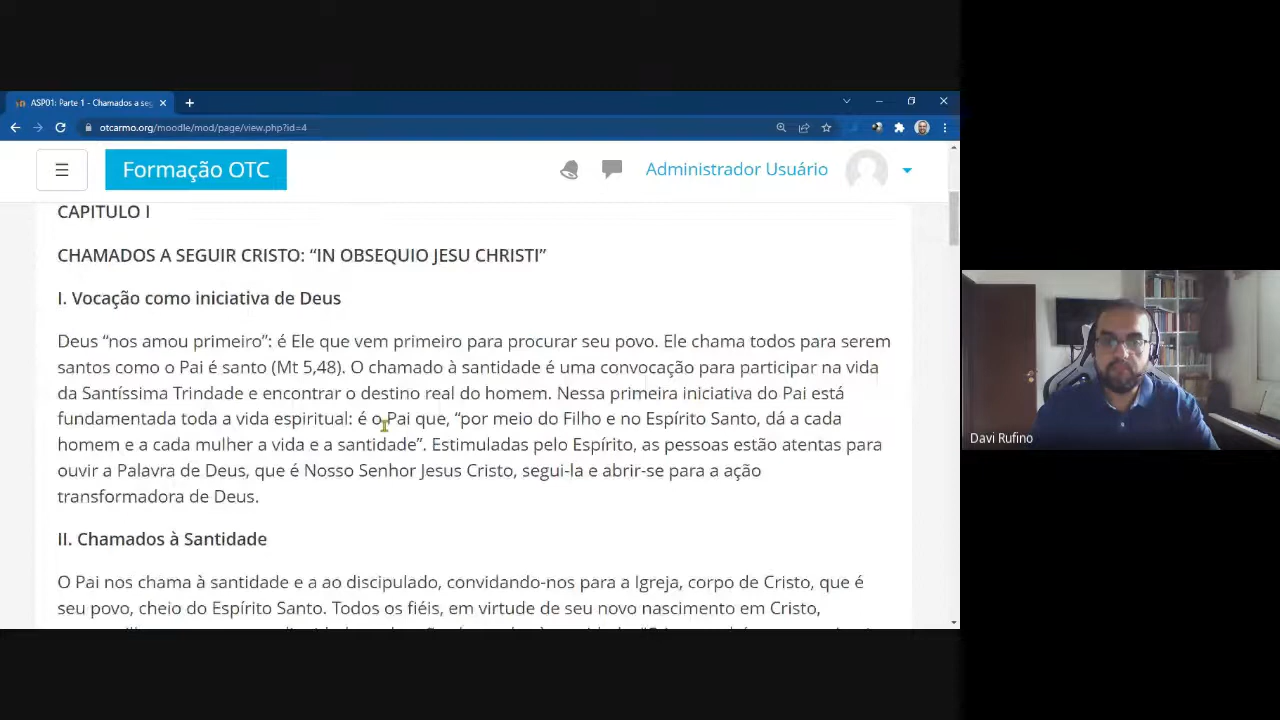 ASP01: Parte 1 - Chamados a seg
otcarmo.org/moodle/mod/page/view.php?id=4
Formação OTC
Administrador Usuário
CAPITULO I
CHAMADOS A SEGUIR CRISTO: “IN OBSEQUIO JESU CHRISTI”
I. Vocação como iniciativa de Deus
Deus “nos amou primeiro”: é Ele que vem primeiro para procurar seu povo. Ele chama todos para serem
santos como o Pai é santo (Mt 5,48). O chamado à santidade é uma convocação para participar na vida
da Santíssima Trindade e encontrar o destino real do homem. Nessa primeira iniciativa do Pai está
fundamentada toda a vida espiritual: é o Pai que, “por meio do Filho e no Espírito Santo, dá a cada
homem e a cada mulher a vida e a santidade”. Estimuladas pelo Espírito, as pessoas estão atentas para
ouvir a Palavra de Deus, que é Nosso Senhor Jesus Cristo, segui-la e abrir-se para a ação
transformadora de Deus.
II. Chamados à Santidade
O Pai nos chama à santidade e a ao discipulado, convidando-nos para a Igreja, corpo de Cristo, que é
seu povo, cheio do Espírito Santo. Todos os fiéis, em virtude de seu novo nascimento em Cristo,
Davi Rufino